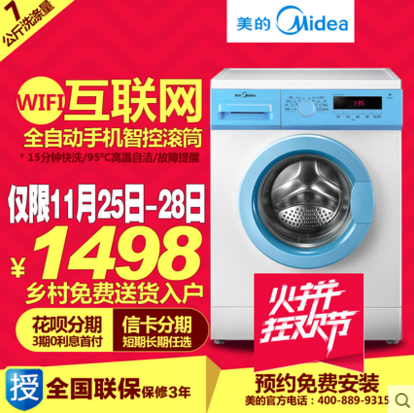 7
公斤洗涤量
美的 Midea
WIFI 互联网
全自动手机智控滚筒
*15分钟快洗/95℃高温自洁/故障提醒
仅限11月25日-28日
¥1498
乡村免费送货入户
花呗分期 信卡分期
3期0利息首付 短期长期任选
授 全国联保 保修3年
Midea
火拼
狂欢节
预约免费安装
美的官方电话：400-889-9315